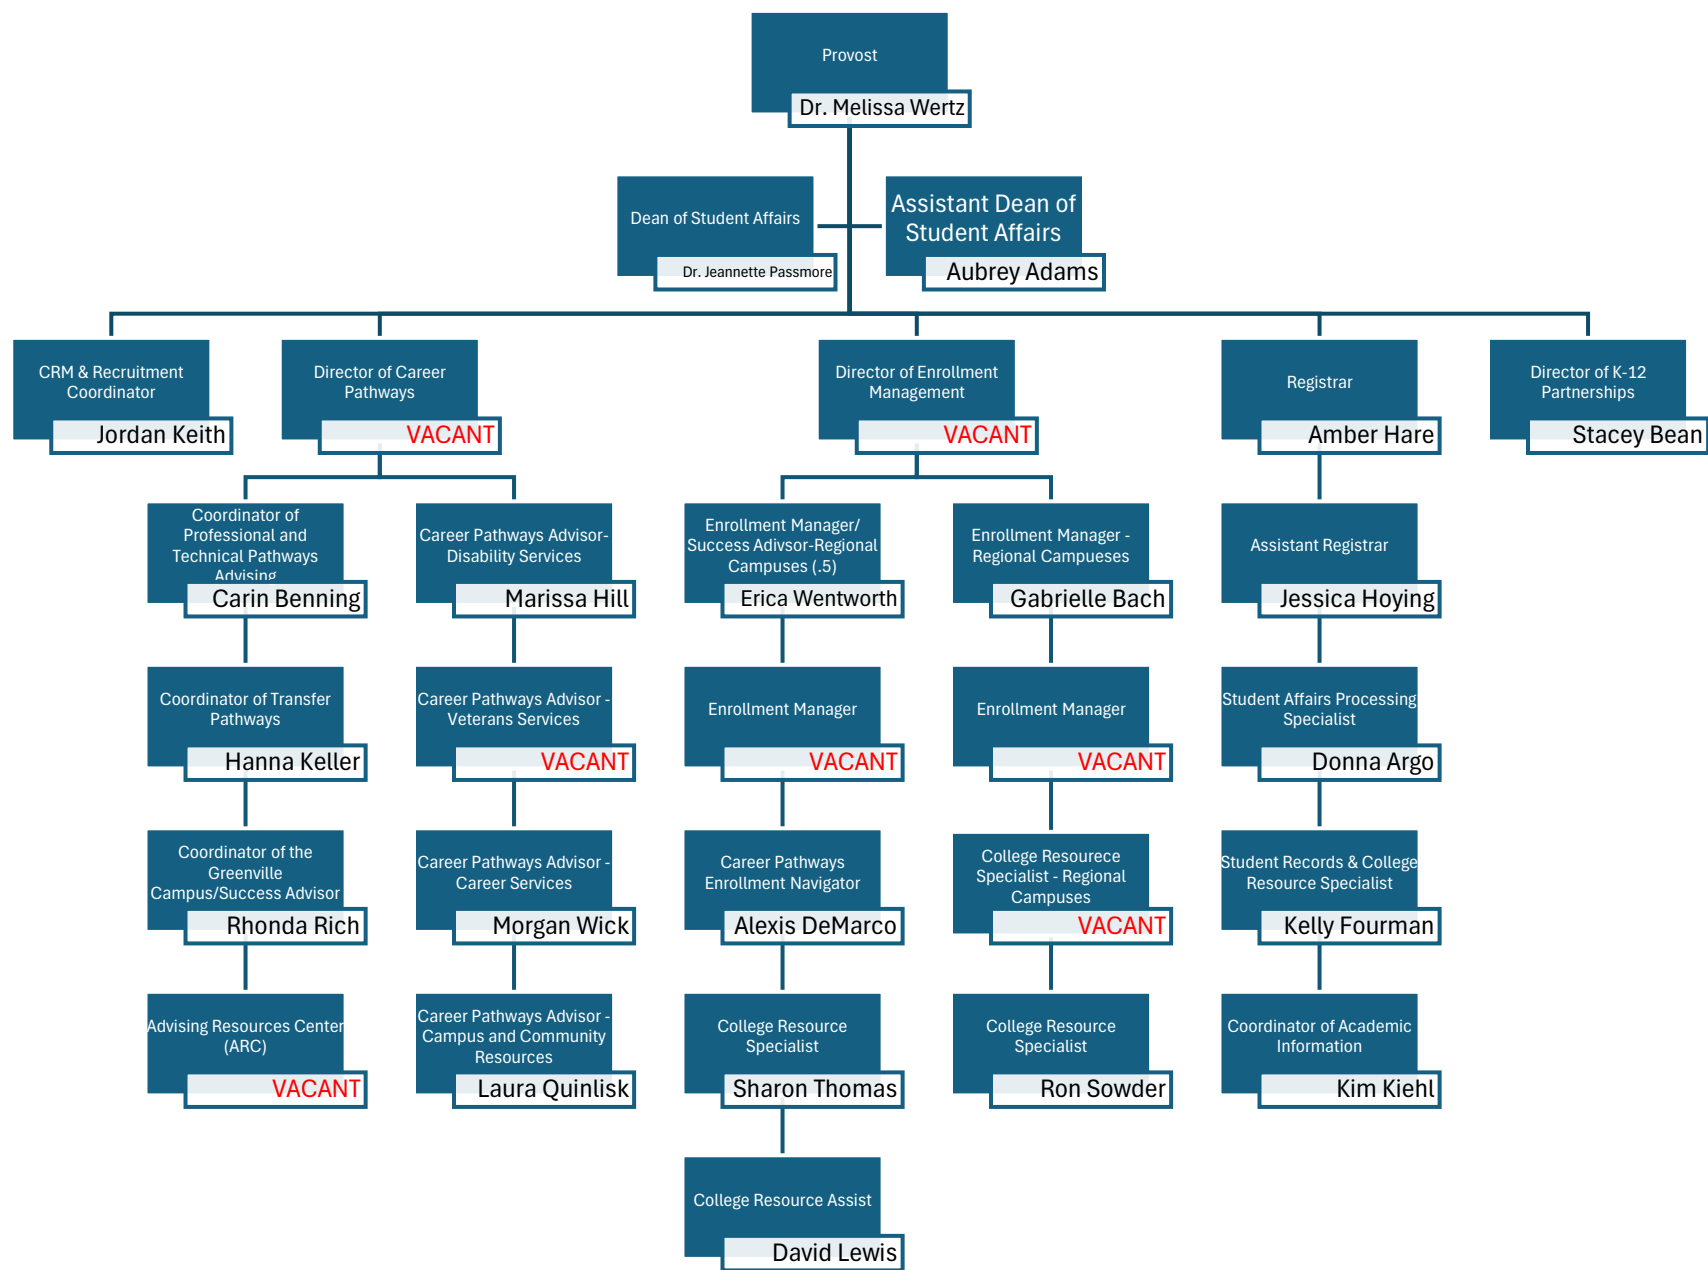 Provost
Dr. Melissa Wertz
Dean of Student Affairs
Dr. Jeannette Passmore
Assistant Dean of
Student Affairs
Aubrey Adams
CRM & Recruitment
Coordinator
Jordan Keith
Director of Career
Pathways
VACANT
Director of Enrollment
Management
VACANT
Registrar
Amber Hare
Director of K-12
Partnerships
Stacey Bean
Coordinator of
Professional and
Technical Pathways
Advising
Carin Benning
Career Pathways Advisor-
Disability Services
Marissa Hill
Enrollment Manager/
Success Adivsor-Regional
Campuses (.5)
Erica Wentworth
Enrollment Manager -
Regional Campueses
Gabrielle Bach
Assistant Registrar
Jessica Hoying
Coordinator of Transfer
Pathways
Hanna Keller
Career Pathways Advisor -
Veterans Services
VACANT
Enrollment Manager
VACANT
Enrollment Manager
VACANT
Student Affairs Processing
Specialist
Donna Argo
Coordinator of the
Greenville
Campus/Success Advisor
Rhonda Rich
Career Pathways Advisor -
Career Services
Morgan Wick
Career Pathways
Enrollment Navigator
Alexis DeMarco
College Resourece
Specialist - Regional
Campuses
VACANT
Student Records & College
Resource Specialist
Kelly Fourman
Advising Resources Center
(ARC)
VACANT
Career Pathways Advisor -
Campus and Community
Resources
Laura Quinlisk
College Resource
Specialist
Sharon Thomas
College Resource
Specialist
Ron Sowder
Coordinator of Academic
Information
Kim Kiehl
College Resource Assist
David Lewis